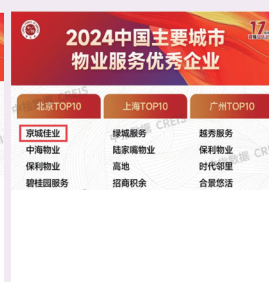 2024中国主要城市
物业服务优秀企业
北京TOP10 上海TOP10 广州TOP10
京城佳业 绿城服务 越秀服务
中海物业 陆家嘴物业 保利物业
保利物业 高地 时代邻里
碧桂园服务 招商积余 合景悠活